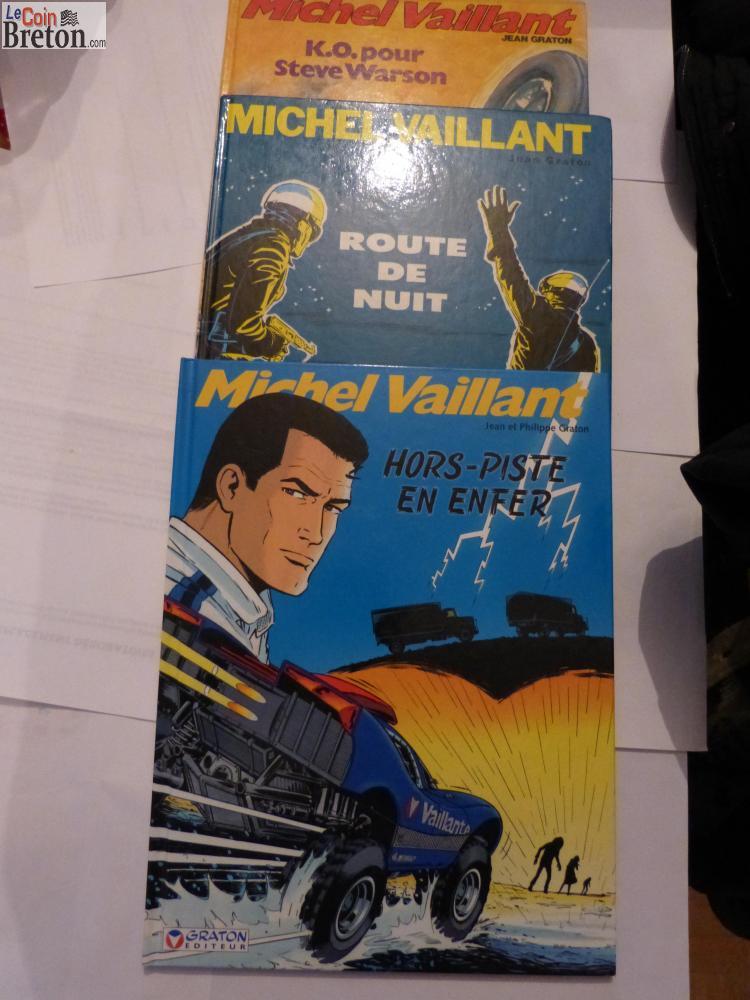 Le Coin
Breton.com
Michel Vaillant
JEAN GRATON
K.O. pour
Steve Warson
MICHEL VAILLANT
Jean Graton
ROUTE
DE
NUIT
Michel Vaillant
Jean et Philippe Graton
HORS-PISTE
EN ENFER
Vaillante
GRATON
EDITEUR